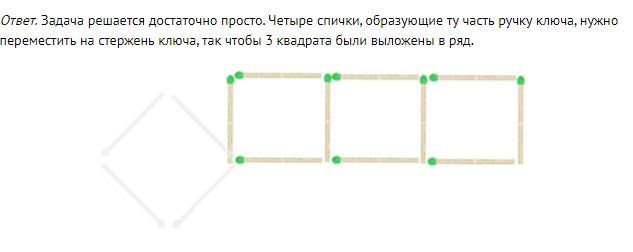 Ответ. Задача решается достаточно просто. Четыре спички, образующие ту часть ручку ключа, нужно
переместить на стержень ключа, так чтобы 3 квадрата были выложены в ряд.